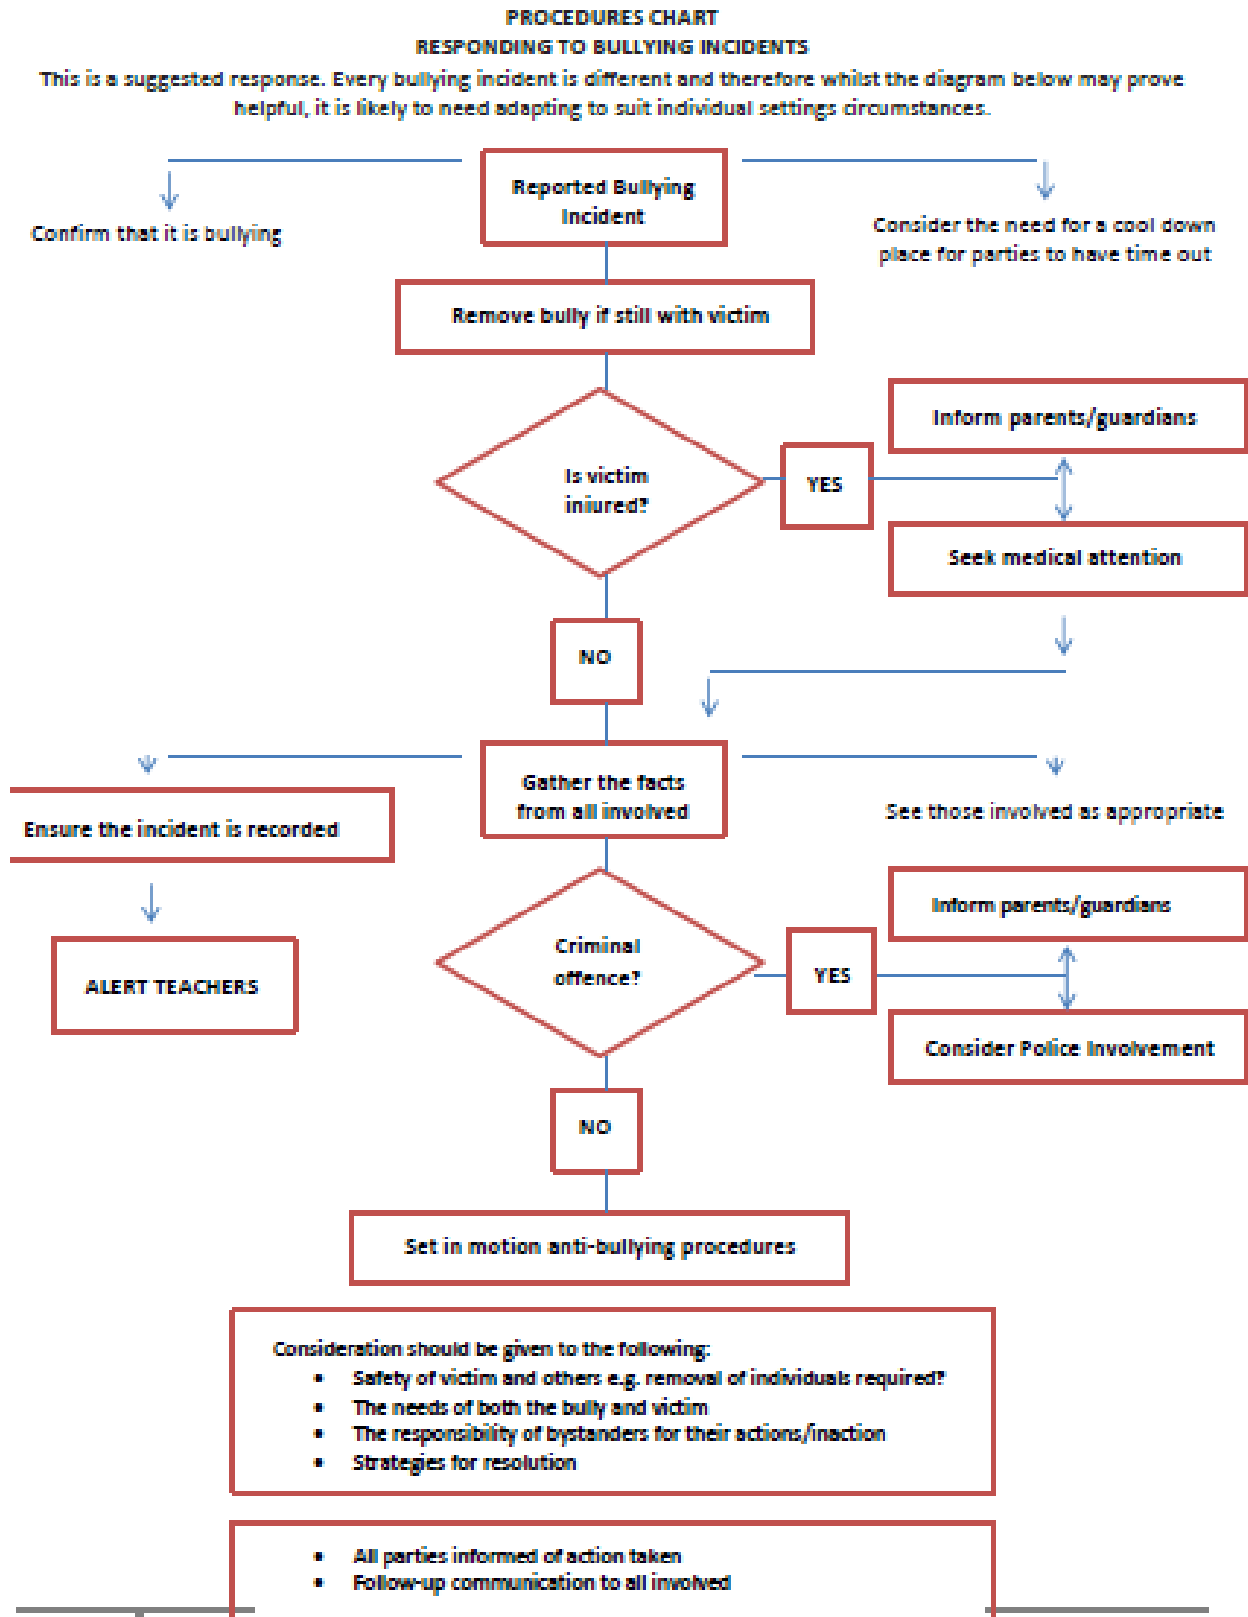 PROCEDURES CHART
RESPONDING TO BULLYING INCIDENTS
This is a suggested response. Every bullying incident is different and therefore whilst the diagram below may prove
helpful, it is likely to need adapting to suit individual settings circumstances.
Reported Bullying
Incident
Confirm that it is bullying
Consider the need for a cool down
place for parties to have time out
Remove bully if still with victim
Inform parents/guardians
Is victim
injured?
YES
Seek medical attention
NO
Gather the facts
from all involved
Ensure the incident is recorded
See those involved as appropriate
Inform parents/guardians
Criminal
offence?
YES
ALERT TEACHERS
Consider Police Involvement
NO
Set in motion anti-bullying procedures
Consideration should be given to the following:
• Safety of victim and others e.g. removal of individuals required?
• The needs of both the bully and victim
• The responsibility of bystanders for their actions/inaction
• Strategies for resolution
• All parties informed of action taken
• Follow-up communication to all involved